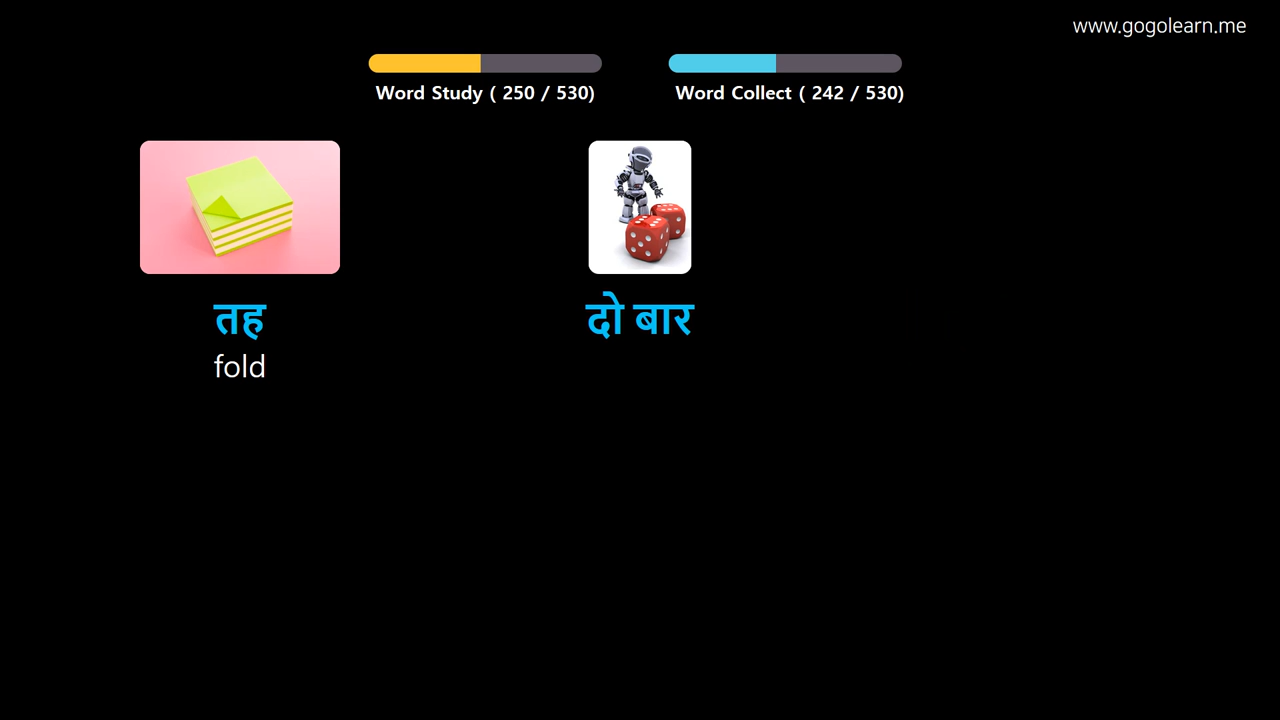 www.gogolearn.me
Word Study ( 250 / 530)
Word Collect ( 242 / 530)
तह
fold
दो बार